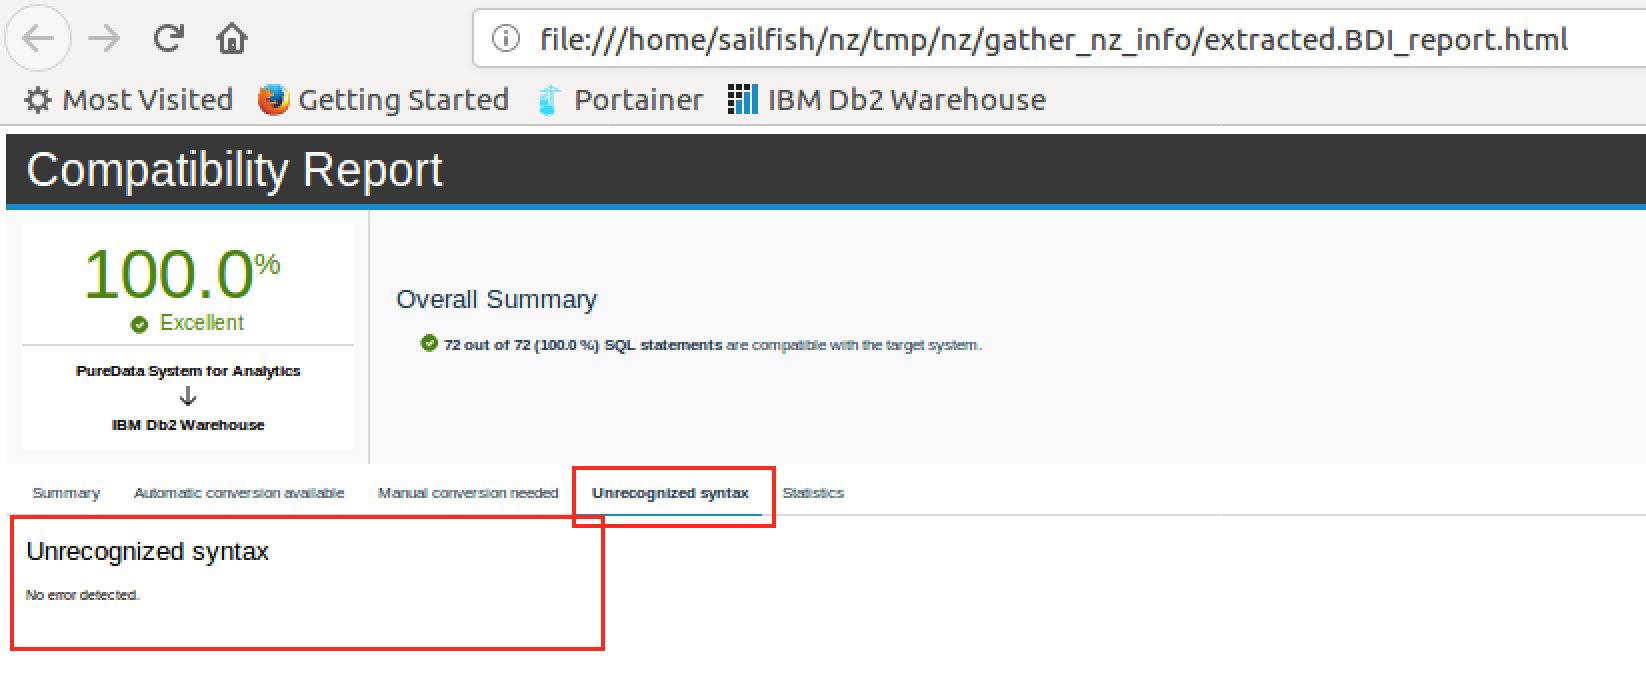 file:///home/sailfish/nz/tmp/nz/gather_nz_info/extracted.BDI_report.html
Most Visited Getting Started Portainer IBM Db2 Warehouse
Compatibility Report
100.0%
Excellent
PureData System for Analytics
IBM Db2 Warehouse
Overall Summary
72 out of 72 (100.0 %) SQL statements are compatible with the target system.
Summary Automatic conversion available Manual conversion needed Unrecognized syntax Statistics
Unrecognized syntax
No error detected.